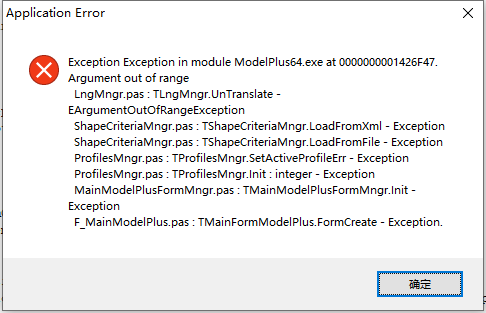 Application Error
Exception Exception in module ModelPlus64.exe at 0000000001426F47.
Argument out of range
LngMngr.pas : TLngMngr.UnTranslate -
EArgumentOutOfRangeException
ShapeCriteriaMngr.pas : TShapeCriteriaMngr.LoadFromXml - Exception
ShapeCriteriaMngr.pas : TShapeCriteriaMngr.LoadFromFile - Exception
ProfilesMngr.pas : TProfilesMngr.SetActiveProfileErr - Exception
ProfilesMngr.pas : TProfilesMngr.Init : integer - Exception
MainModelPlusFormMngr.pas : TMainModelPlusFormMngr.Init -
Exception
F_MainModelPlus.pas : TMainFormModelPlus.FormCreate - Exception.
确定